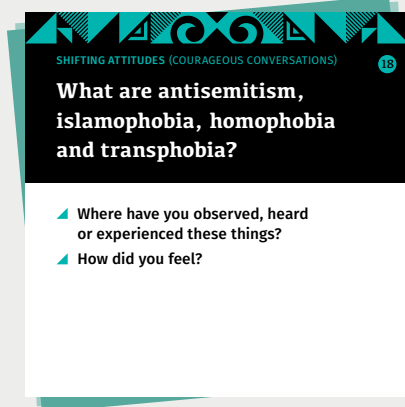 SHIFTING ATTITUDES (COURAGEOUS CONVERSATIONS)
18
What are antisemitism,
islamophobia, homophobia
and transphobia?
Where have you observed, heard
or experienced these things?
How did you feel?